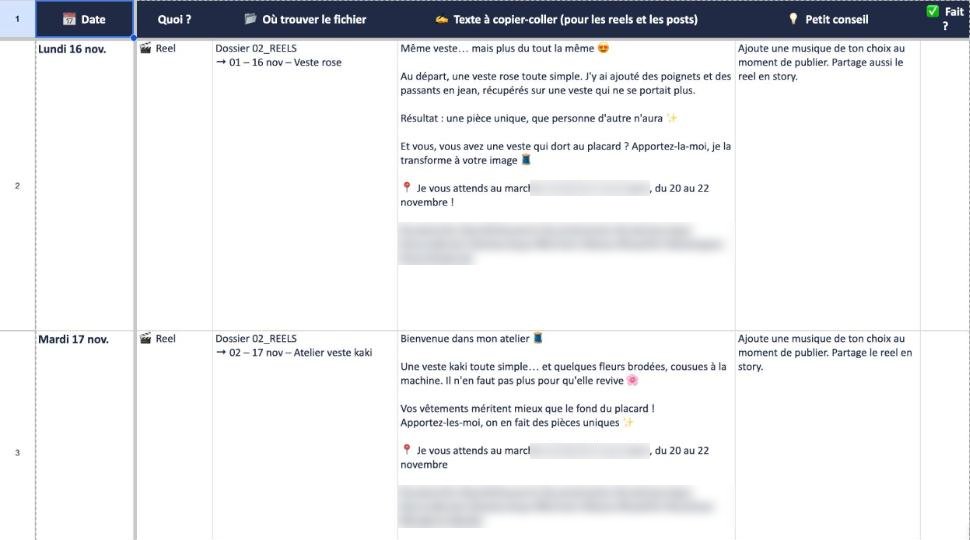 1
📅 Date
Quoi ?
📂 Où trouver le fichier
✍️ Texte à copier-coller (pour les reels et les posts)
💡 Petit conseil
✅ Fait
?
2
Lundi 16 nov.
🎬 Reel
Dossier 02_REELS
→ 01 – 16 nov – Veste rose
Même veste… mais plus du tout la même 😍
Au départ, une veste rose toute simple. J'y ai ajouté des poignets et des
passants en jean, récupérés sur une veste qui ne se portait plus.
Résultat : une pièce unique, que personne d'autre n'aura ✨
Et vous, vous avez une veste qui dort au placard ? Apportez-la-moi, je la
transforme à votre image 🧵
📍 Je vous attends au , du 20 au 22
novembre !
Ajoute une musique de ton choix au
moment de publier. Partage aussi le
reel en story.
3
Mardi 17 nov.
🎬 Reel
Dossier 02_REELS
→ 02 – 17 nov – Atelier veste kaki
Bienvenue dans mon atelier 🧵
Une veste kaki toute simple… et quelques fleurs brodées, cousues à la
machine. Il n'en faut pas plus pour qu'elle revive 🌸
Vos vêtements méritent mieux que le fond du placard !
Apportez-les-moi, on en fait des pièces uniques ✨
📍 Je vous attends au , du 20 au 22
novembre
Ajoute une musique de ton choix au
moment de publier. Partage le reel en
story.